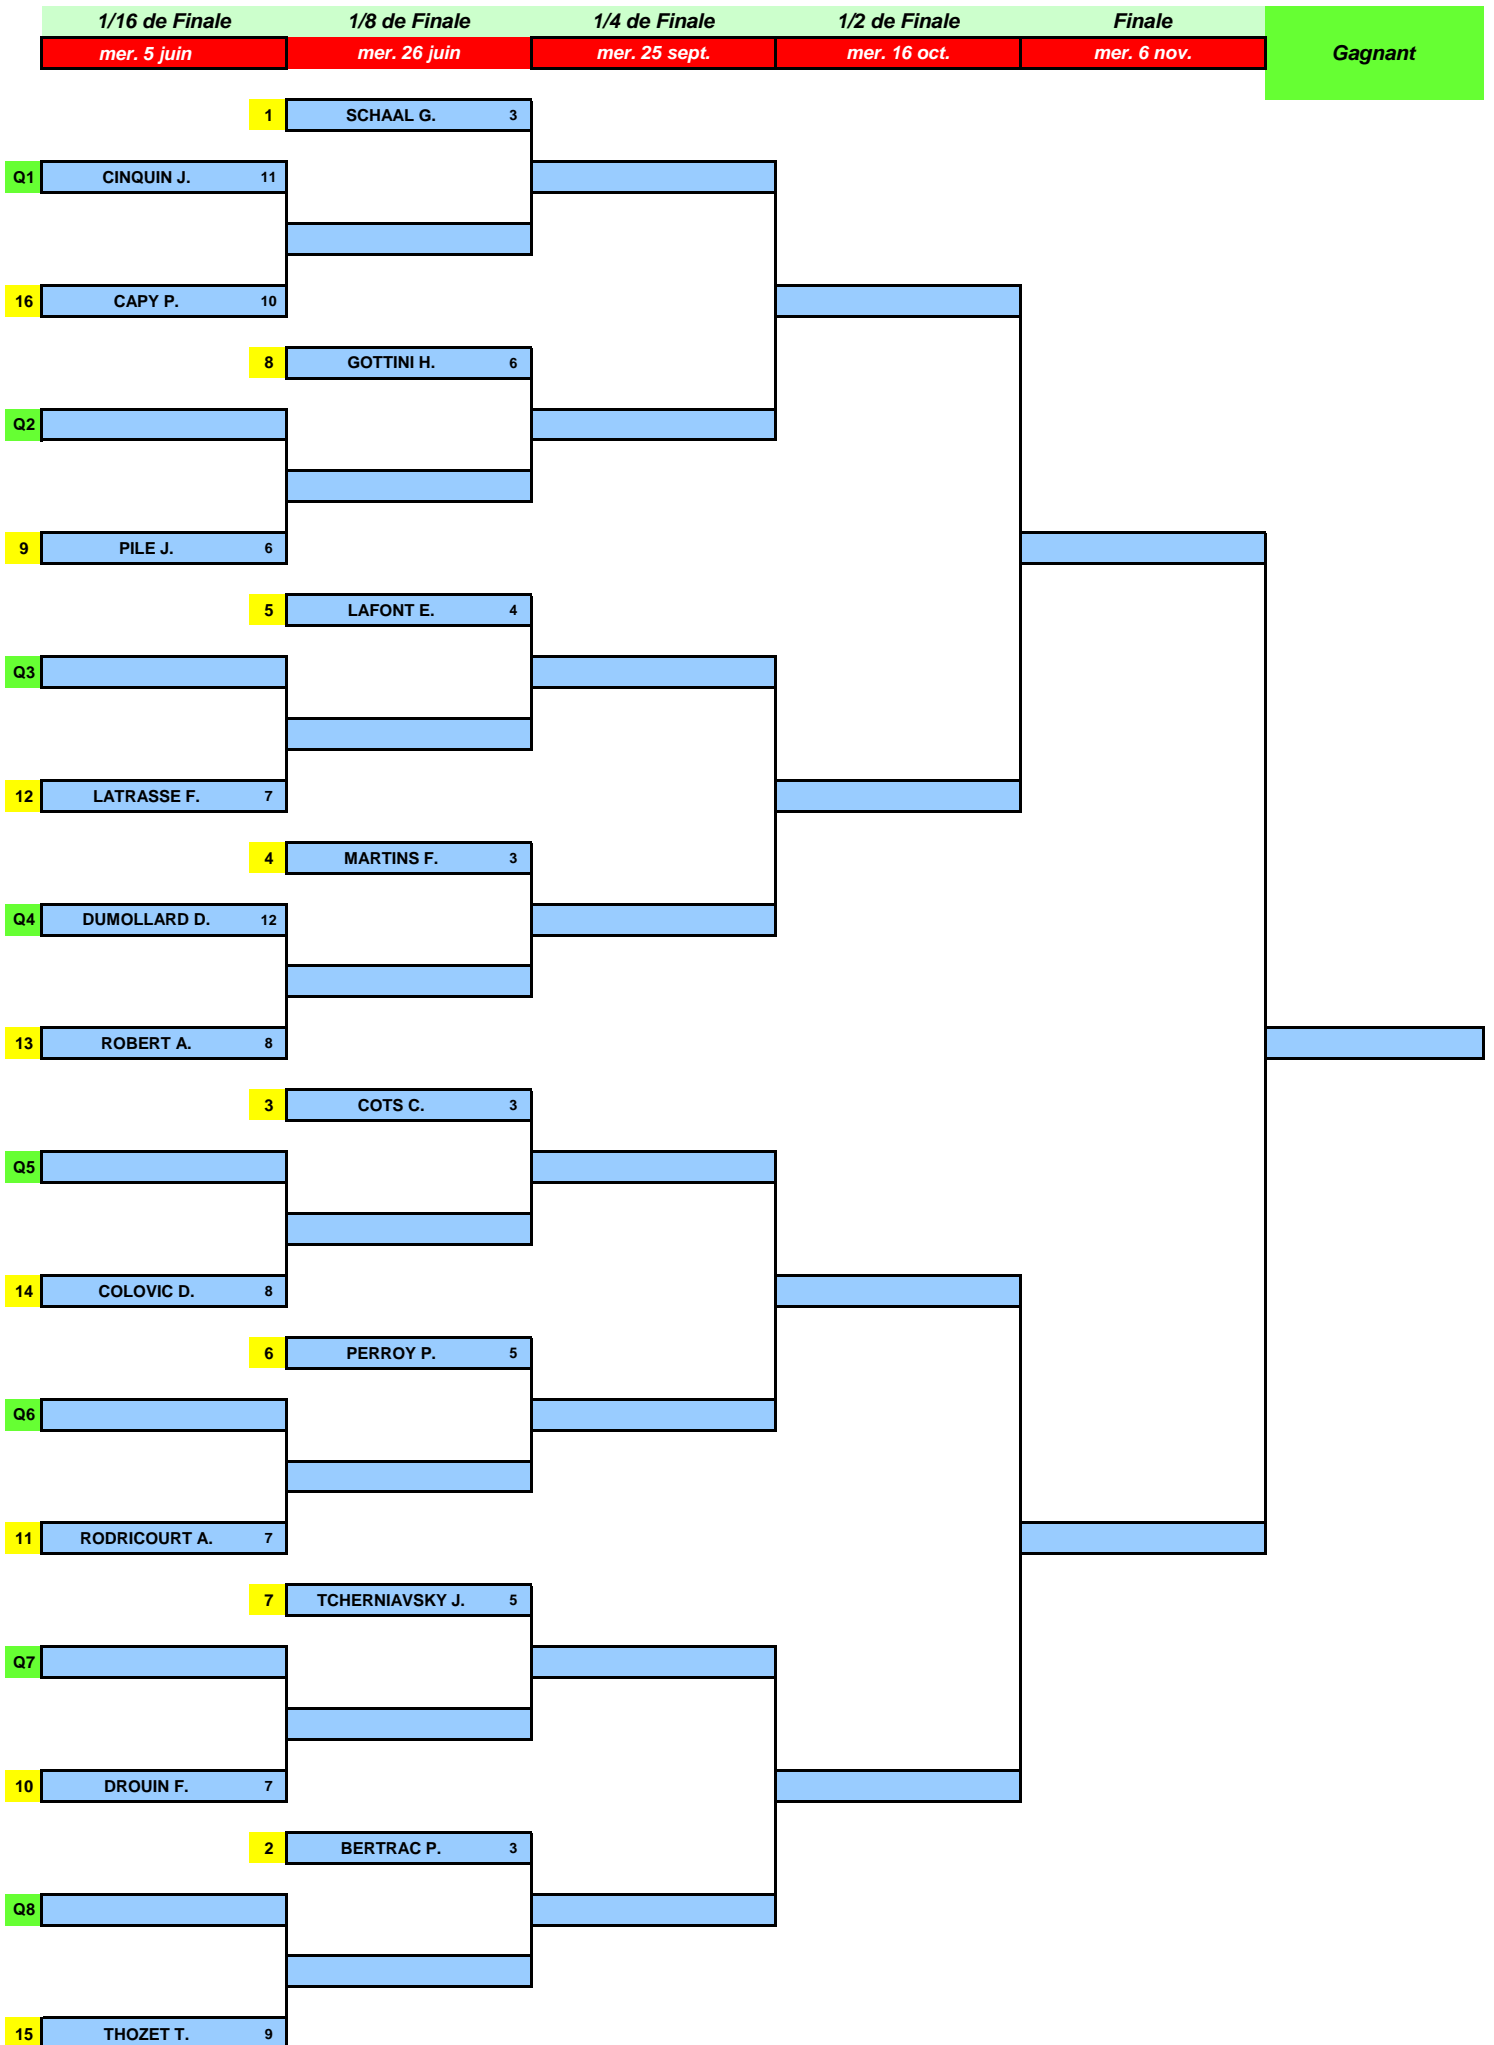 1/16 de Finale 1/8 de Finale 1/4 de Finale 1/2 de Finale Finale
mer. 5 juin mer. 26 juin mer. 25 sept. mer. 16 oct. mer. 6 nov. Gagnant
1 SCHAAL G. 3
Q1 CINQUIN J. 11
16 CAPY P. 10
8 GOTTINI H. 6
Q2
9 PILE J. 6
5 LAFONT E. 4
Q3
12 LATRASSE F. 7
4 MARTINS F. 3
Q4 DUMOLLARD D. 12
13 ROBERT A. 8
3 COTS C. 3
Q5
14 COLOVIC D. 8
6 PERROY P. 5
Q6
11 RODRICOURT A. 7
7 TCHERNIAVSKY J. 5
Q7
10 DROUIN F. 7
2 BERTRAC P. 3
Q8
15 THOZET T. 9